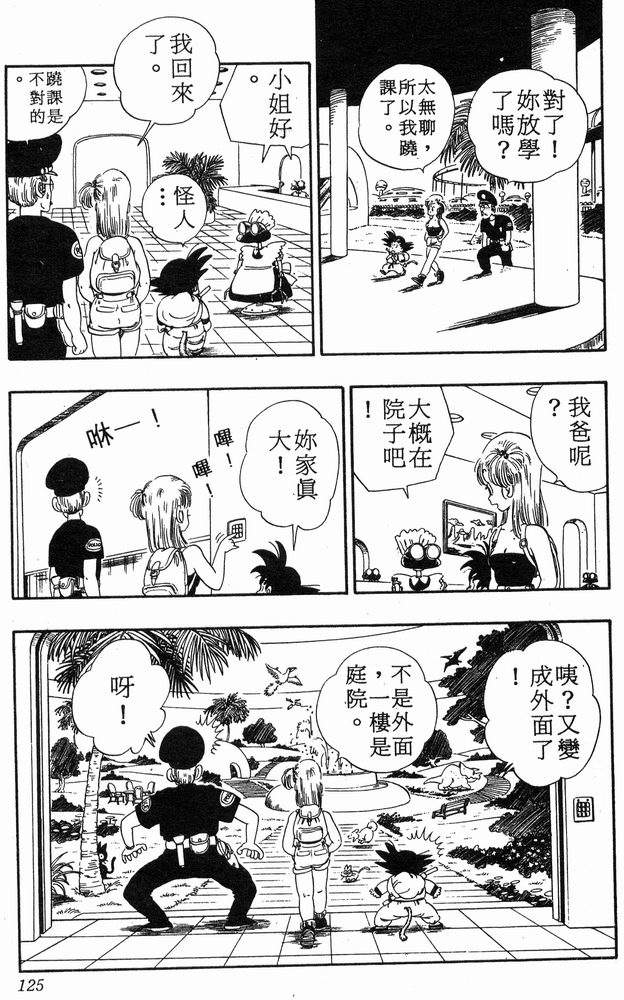 對了！
妳放學
了嗎？
太無聊，
所以我蹺
課了。
小姐好
。
我回來
了。
蹺課是
不對的
。
怪人
…
我爸呢
？
大概在
院子吧
！
妳家真
大！
嗶！
嗶！
咻—！
咦？又變
成外面了
！
不是外面
，一樓是
庭院。
呀！
125